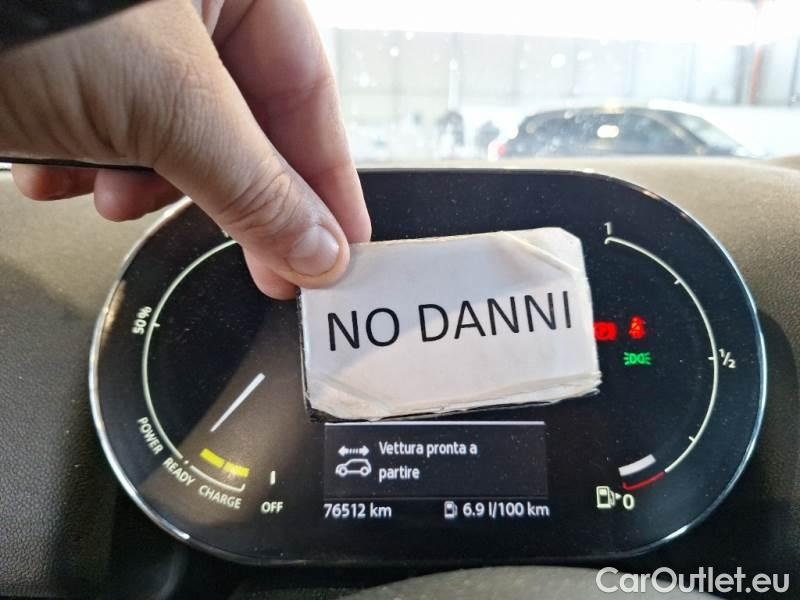 NO DANNI
50%
POWER
READY
CHARGE
OFF
Vettura pronta a
partire
76512 km
6.9 l/100 km
1
1/2
0
CarOutlet.eu